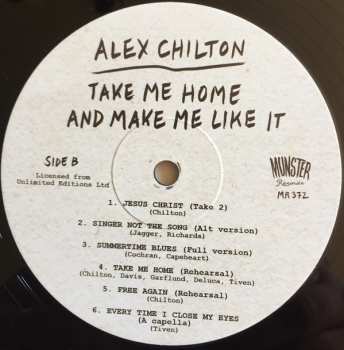 ALEX CHILTON
TAKE ME HOME
AND MAKE ME LIKE IT
SIDE B
Licensed from
Unlimited Editions Ltd
MUNSTER
Records
MR 372
1. JESUS CHRIST (Take 2)
(Chilton)
2. SINGER NOT THE SONG (Alt version)
(Jagger, Richards)
3. SUMMERTIME BLUES (Full version)
(Cochran, Capeheart)
4. TAKE ME HOME (Rehearsal)
(Chilton, Davis, Garflund, Deluca, Tiven)
5. FREE AGAIN (Rehearsal)
(Chilton)
6. EVERY TIME I CLOSE MY EYES
(A capella)
(Tiven)